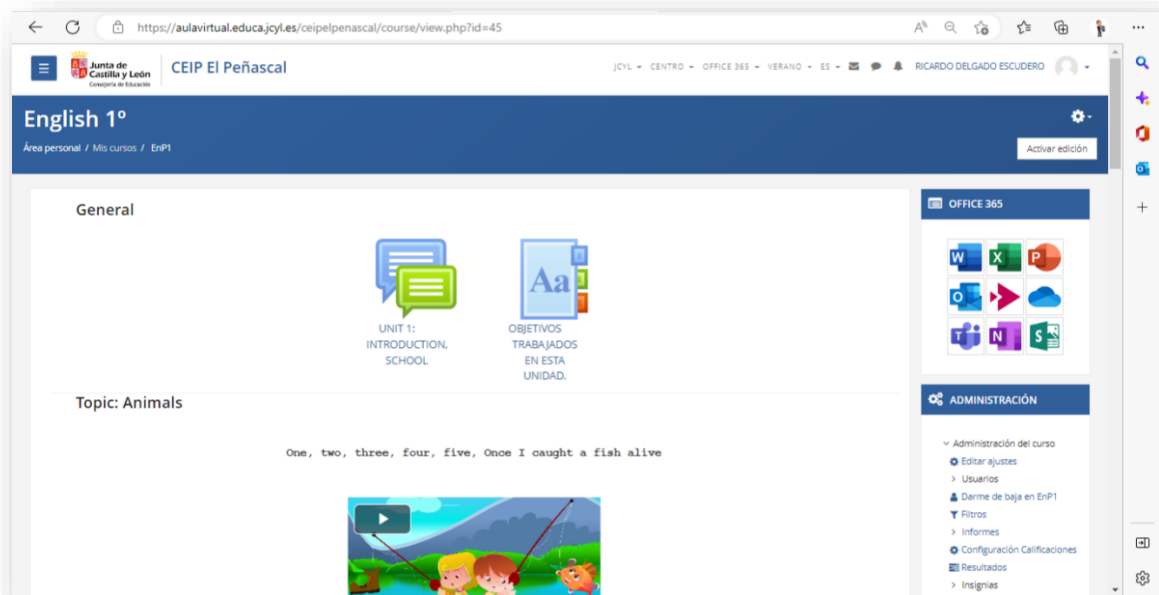 https://aulavirtual.educa.jcyl.es/ceipelpenascal/course/view.php?id=45
Junta de
Castilla y León
Consejería de Educación
CEIP El Peñascal
JCYL CENTRO OFFICE 365 VERANO ES RICARDO DELGADO ESCUDERO
English 1º
Área personal / Mis cursos / EnP1
Activar edición
General
UNIT 1:
INTRODUCTION,
SCHOOL
Aa
OBJETIVOS
TRABAJADOS
EN ESTA
UNIDAD.
Topic: Animals
One, two, three, four, five, Once I caught a fish alive
OFFICE 365
ADMINISTRACIÓN
Administración del curso
Editar ajustes
Usuarios
Darme de baja en EnP1
Filtros
Informes
Configuración Calificaciones
Resultados
Insignias